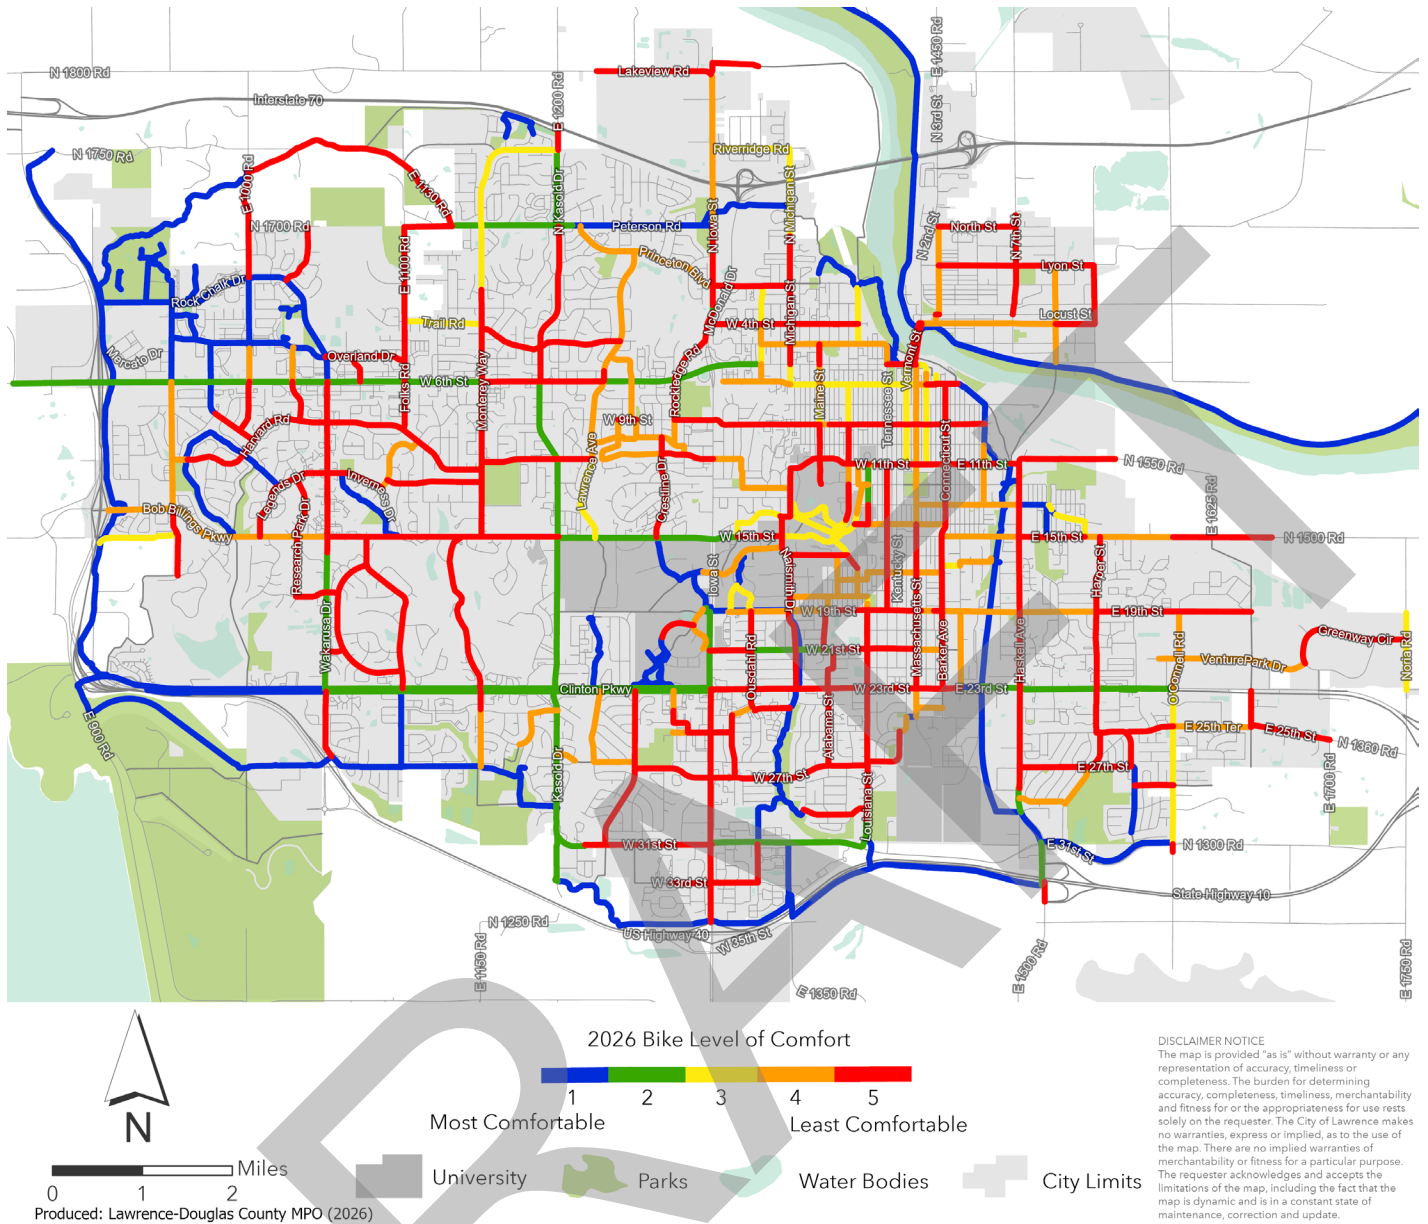 N 1800 Rd
Lakeview Rd
E 1450 Rd
Interstate 70
E 1200 Rd
N 3rd St
N 1750 Rd
Riverridge Rd
E 1000 Rd
E 1130 Rd
N Kasold Dr
N Michigan St
N 1700 Rd
Peterson Rd
N Iowa St
N 2nd St
North St
N 7th St
E 1100 Rd
Princeton Blvd
Lyon St
Rock Chalk Dr
McDonald Dr
Michigan St
Trail Rd
W 4th St
Locust St
Mercato Dr
Overland Dr
Rockledge Rd
Vermont St
Folks Rd
W 6th St
Monterey Way
Maine St
Tennessee St
Harvard Rd
W 9th St
Connecticut St
Lawrence Ave
Crestline Dr
W 11th St
E 11th St
N 1550 Rd
Legends Dr
Inverness Dr
E 1625 Rd
Bob Billings Pkwy
Research Park Dr
W 15th St
E 15th St
N 1500 Rd
Iowa St
Naismith Dr
Kentucky St
Harper St
Wakarusa Dr
W 19th St
Massachusetts St
E 19th St
Greenway Cir
Ousdahl Rd
W 21st St
Barker Ave
Haskell Ave
O'Connell Rd
VenturePark Dr
Noria Rd
Clinton Pkwy
W 23rd St
E 23rd St
E 900 Rd
Alabama St
E 25th Ter
E 25th St
N 1360 Rd
Kasold Dr
W 27th St
E 27th St
E 1700 Rd
Louisiana St
W 31st St
E 31st St
N 1300 Rd
W 33rd St
State Highway 10
N 1250 Rd
US Highway 40
W 35th St
E 1150 Rd
E 1350 Rd
E 1500 Rd
E 1750 Rd
2026 Bike Level of Comfort
1 2 3 4 5
Most Comfortable
Least Comfortable
N
Miles
0 1 2
University
Parks
Water Bodies
City Limits
Produced: Lawrence-Douglas County MPO (2026)
DISCLAIMER NOTICE
The map is provided "as is" without warranty or any
representation of accuracy, timeliness or
completeness. The burden for determining
accuracy, completeness, timeliness, merchantability
and fitness for or the appropriateness for use rests
solely on the requester. The City of Lawrence makes
no warranties, express or implied, as to the use of
the map. There are no implied warranties of
merchantability or fitness for a particular purpose.
The requester acknowledges and accepts the
limitations of the map, including the fact that the
map is dynamic and is in a constant state of
maintenance, correction and update.